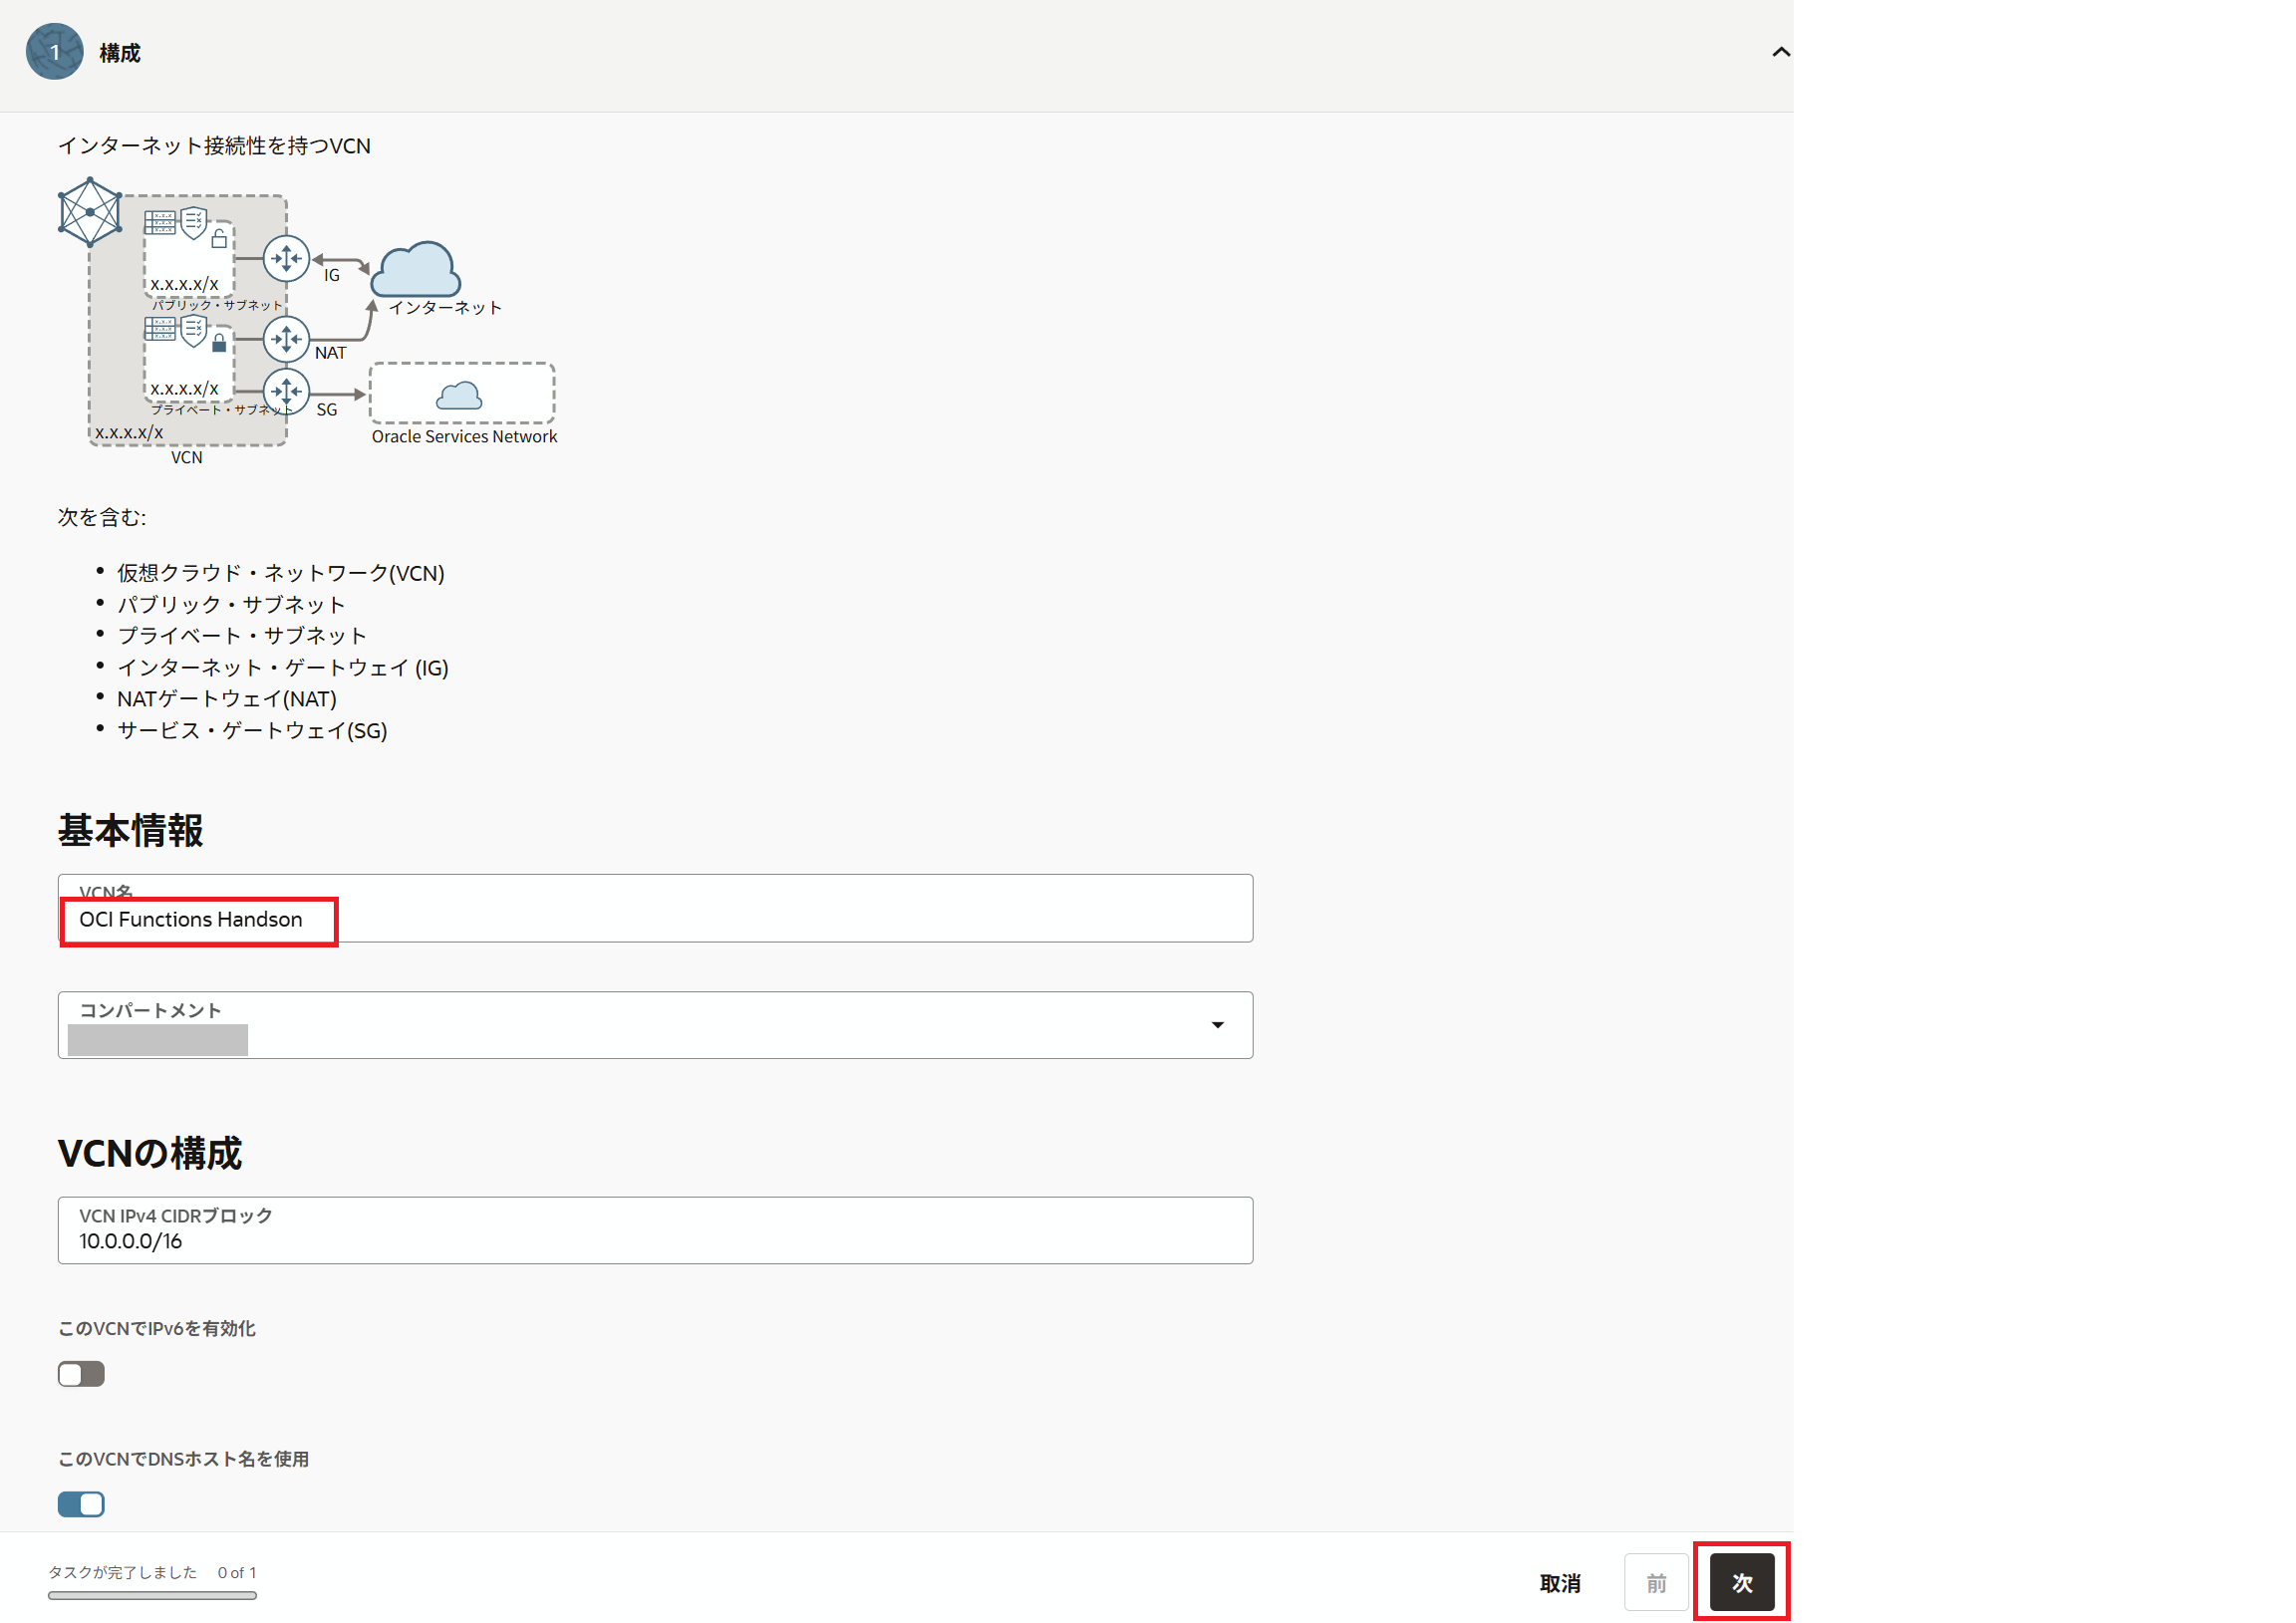 1 構成
インターネット接続性を持つVCN
x.x.x.x/x
パブリック・サブネット
IG
インターネット
NAT
x.x.x.x/x
プライベート・サブネット
SG
x.x.x.x/x
Oracle Services Network
VCN
次を含む:
• 仮想クラウド・ネットワーク(VCN)
• パブリック・サブネット
• プライベート・サブネット
• インターネット・ゲートウェイ (IG)
• NATゲートウェイ(NAT)
• サービス・ゲートウェイ(SG)
基本情報
VCN名
OCI Functions Handson
コンパートメント
VCNの構成
VCN IPv4 CIDRブロック
10.0.0.0/16
このVCNでIPv6を有効化
このVCNでDNSホスト名を使用
タスクが完了しました 0 of 1
取消 前 次